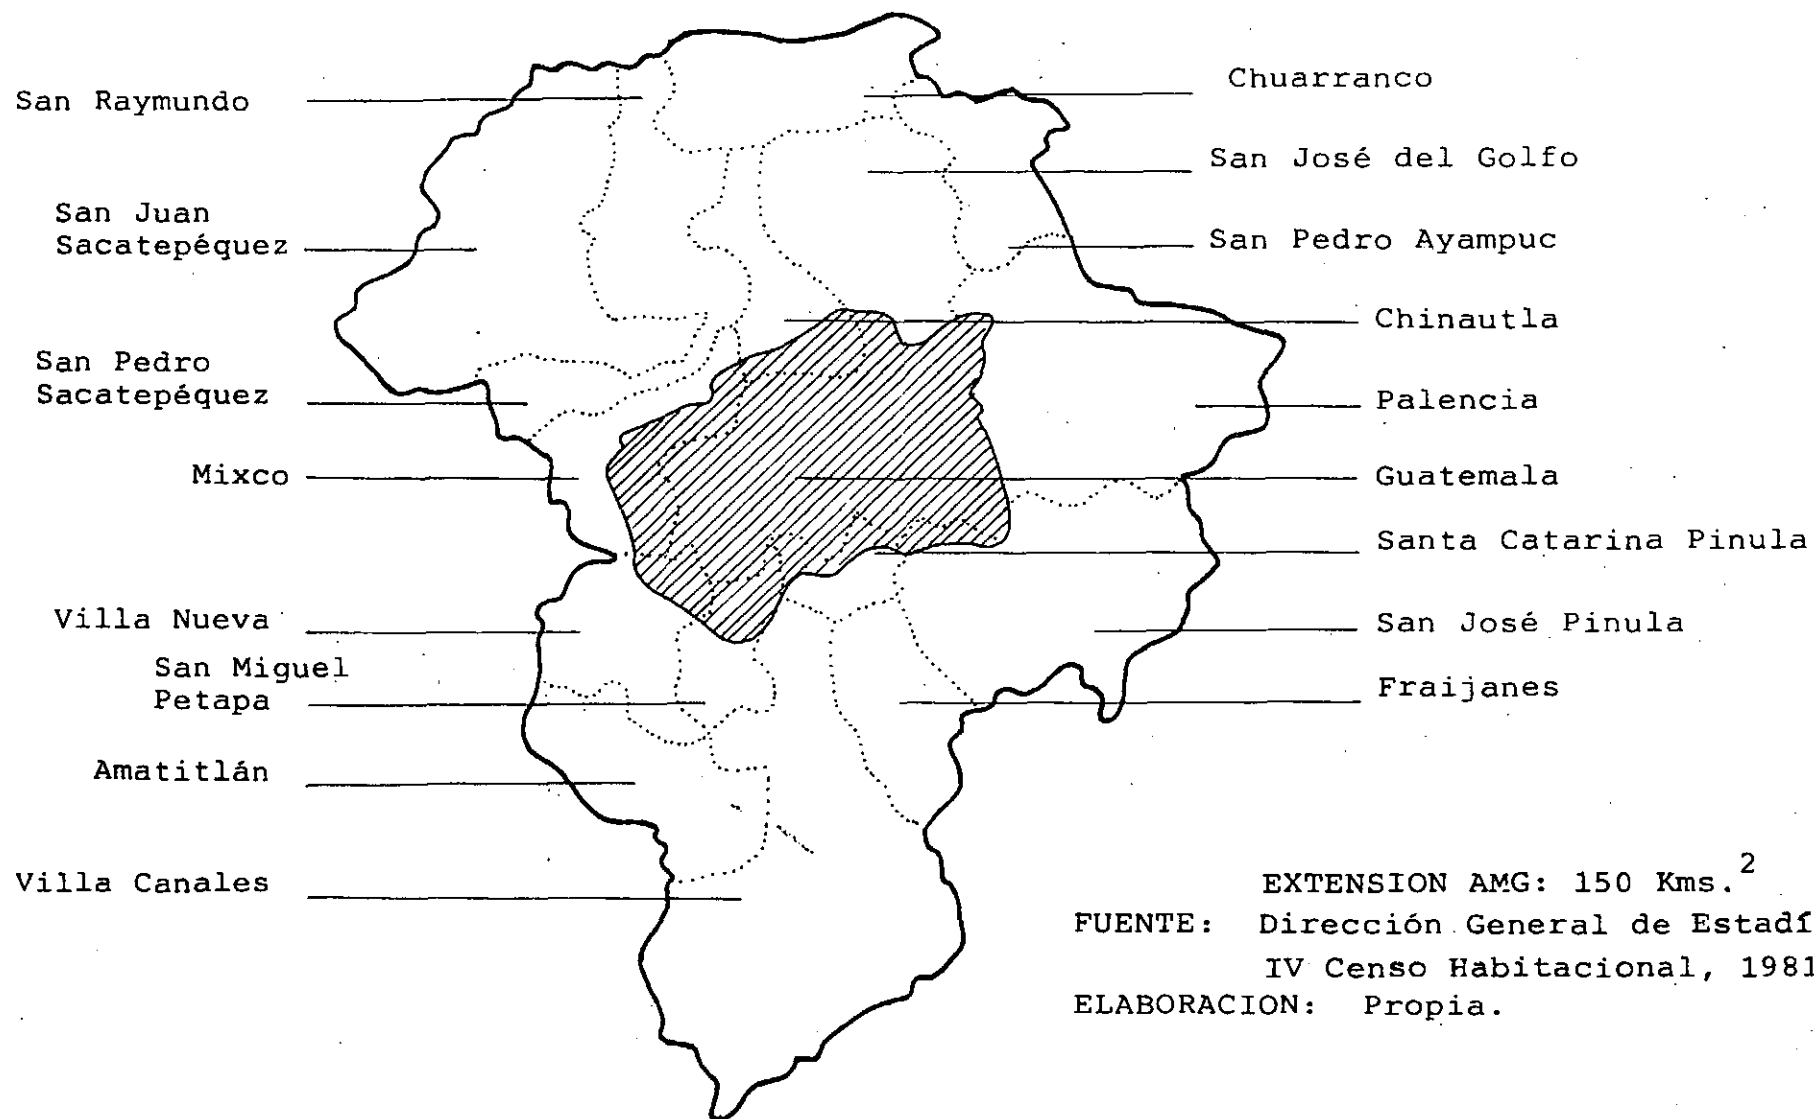 San Raymundo
San Juan
Sacatepéquez
San Pedro
Sacatepéquez
Mixco
Villa Nueva
San Miguel
Petapa
Amatitlán
Villa Canales
Chuarranco
San José del Golfo
San Pedro Ayampuc
Chinautla
Palencia
Guatemala
Santa Catarina Pinula
San José Pinula
Fraijanes
EXTENSION AMG: 150 Kms.²
FUENTE: Dirección General de Estadí
IV Censo Habitacional, 1981
ELABORACION: Propia.